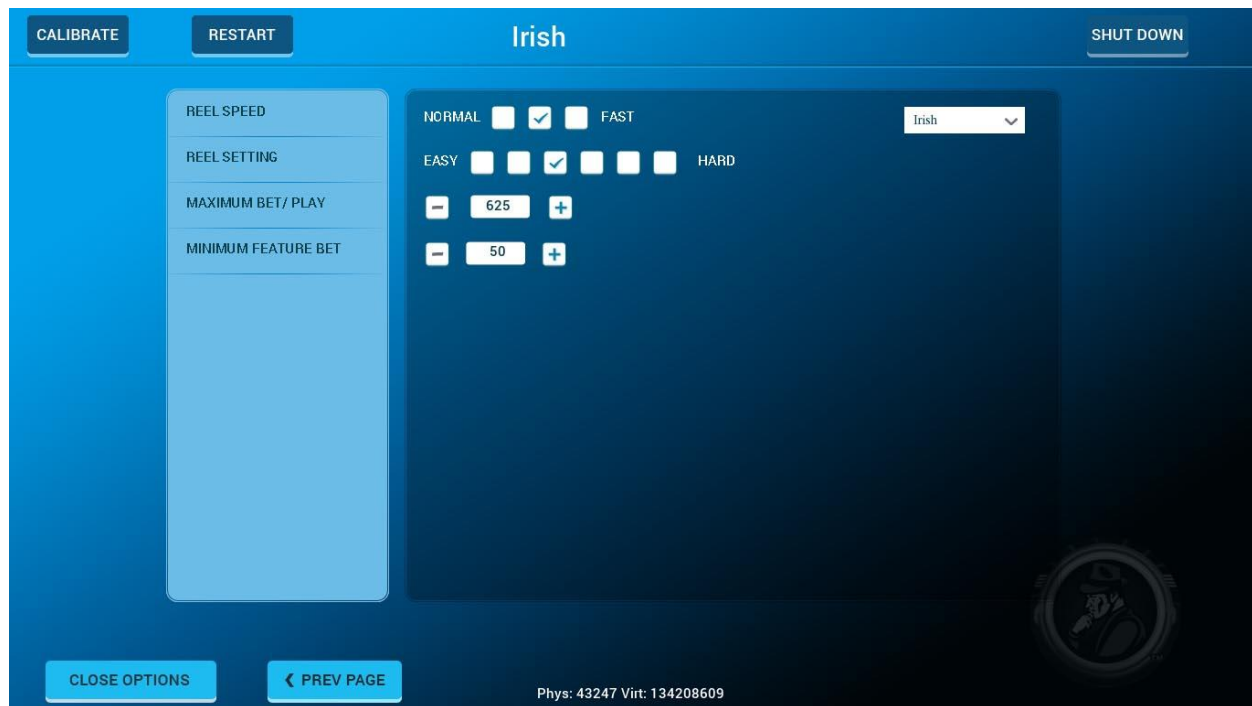 CALIBRATE RESTART Irish SHUT DOWN
REEL SPEED NORMAL FAST Irish
REEL SETTING EASY HARD
MAXIMUM BET/ PLAY 625
MINIMUM FEATURE BET 50
CLOSE OPTIONS ❮ PREV PAGE
Phys: 43247 Virt: 134208609